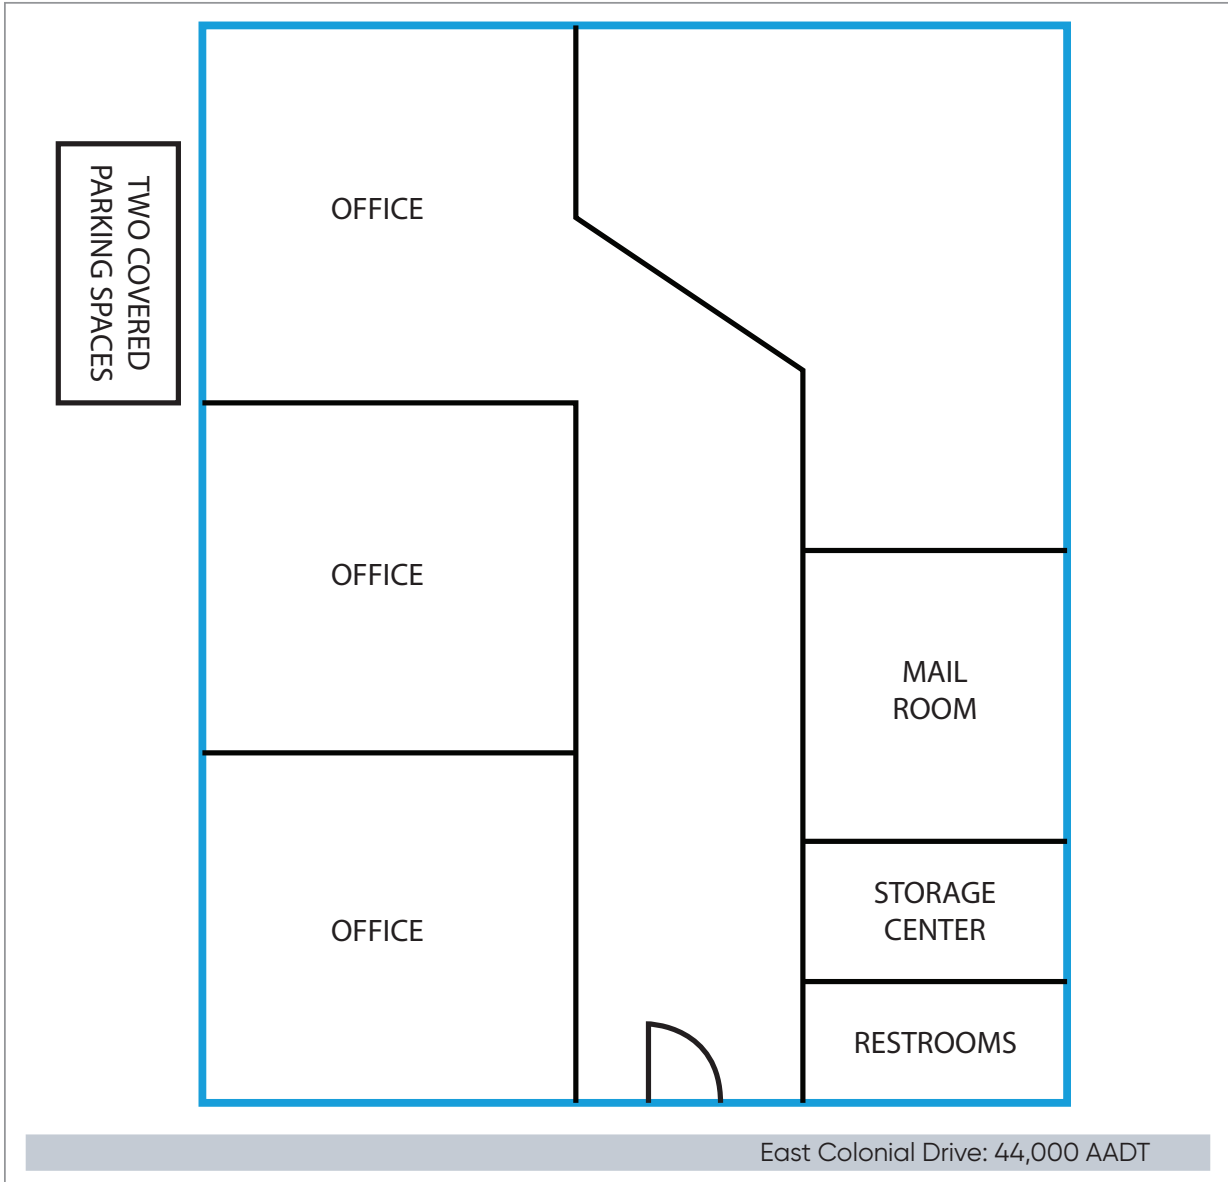 OFFICE
TWO COVERED
PARKING SPACES
OFFICE
MAIL
ROOM
STORAGE
CENTER
OFFICE
RESTROOMS
East Colonial Drive: 44,000 AADT